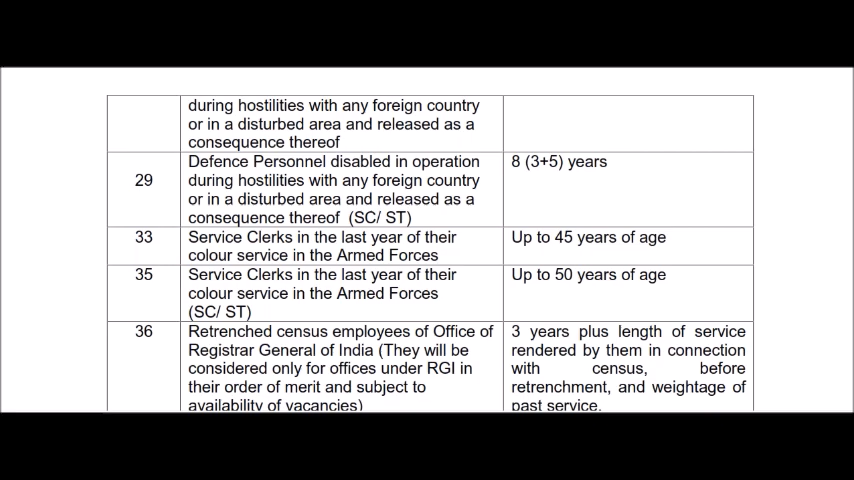 during hostilities with any foreign country
or in a disturbed area and released as a
consequence thereof
29
Defence Personnel disabled in operation
during hostilities with any foreign country
or in a disturbed area and released as a
consequence thereof (SC/ ST)
8 (3+5) years
33
Service Clerks in the last year of their
colour service in the Armed Forces
Up to 45 years of age
35
Service Clerks in the last year of their
colour service in the Armed Forces
(SC/ ST)
Up to 50 years of age
36
Retrenched census employees of Office of
Registrar General of India (They will be
considered only for offices under RGI in
their order of merit and subject to
availability of vacancies)
3 years plus length of service
rendered by them in connection
with census, before
retrenchment, and weightage of
past service.